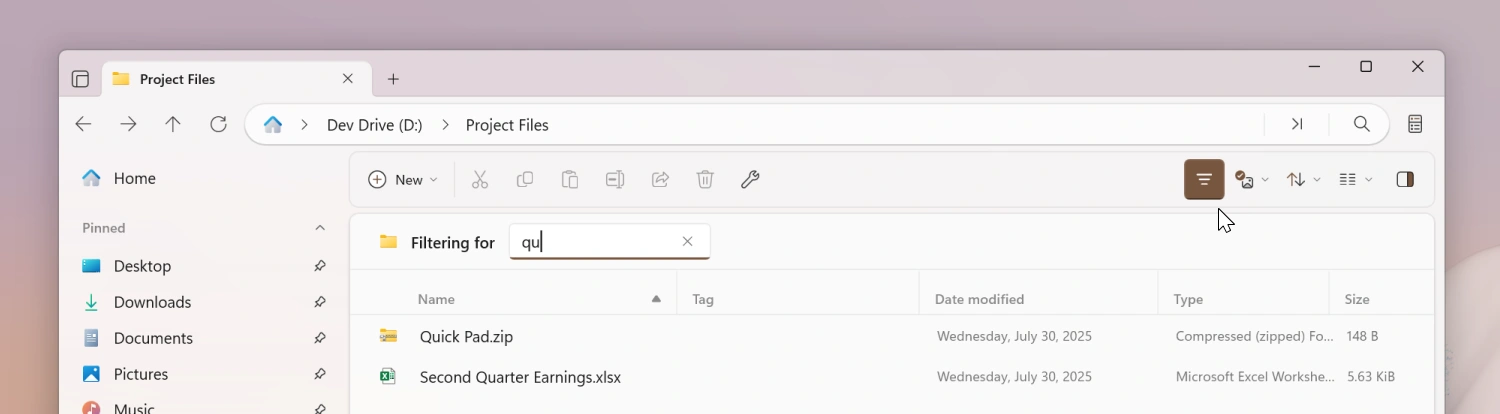 Project Files
Dev Drive (D:) Project Files
Home
New
Pinned
Filtering for qu
Desktop
Name Tag Date modified Type Size
Downloads
Documents
Quick Pad.zip Wednesday, July 30, 2025 Compressed (zipped) Fo... 148 B
Pictures
Second Quarter Earnings.xlsx Wednesday, July 30, 2025 Microsoft Excel Workshe... 5.63 KiB
Music